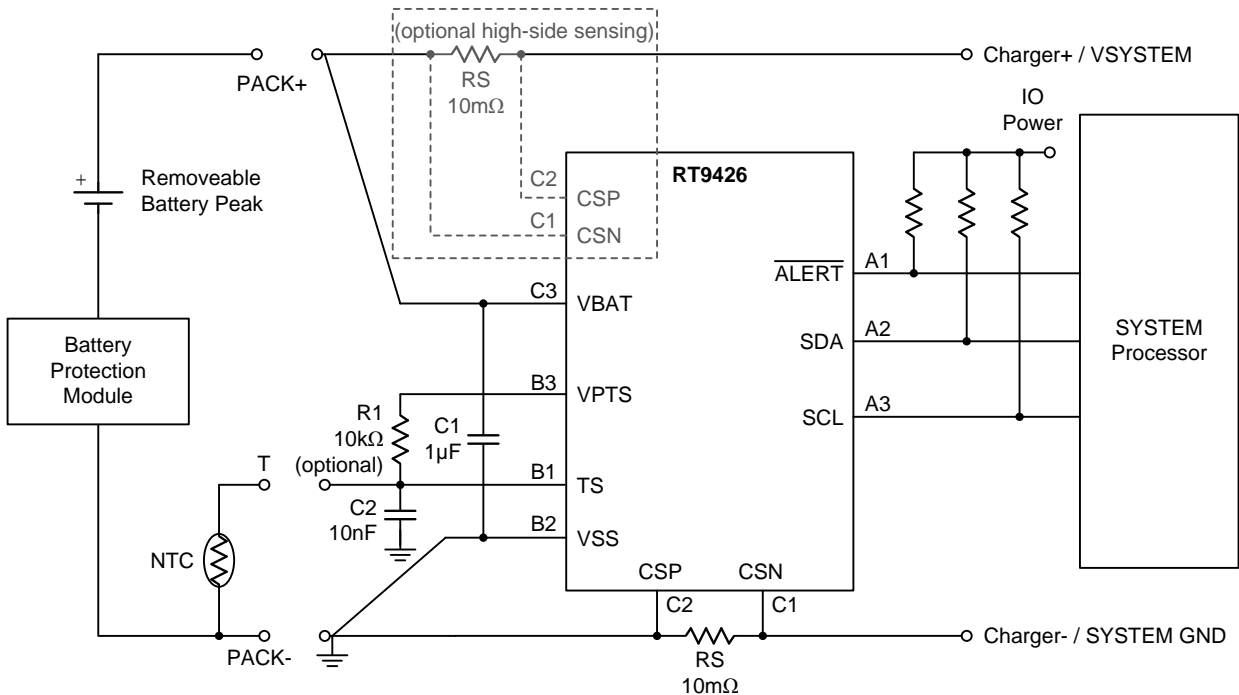 (optional high-side sensing)
PACK+
RS
10mΩ
Charger+ / VSYSTEM
IO
Power
+
Removeable
Battery Peak
C2
CSP
C1
CSN
RT9426
ALERT
A1
C3
VBAT
SDA
A2
SYSTEM
Processor
Battery
Protection
Module
B3
VPTS
SCL
A3
R1
10kΩ
(optional)
C1
1µF
T
B1
TS
C2
10nF
B2
VSS
NTC
CSP
CSN
C2
C1
PACK-
RS
10mΩ
Charger- / SYSTEM GND